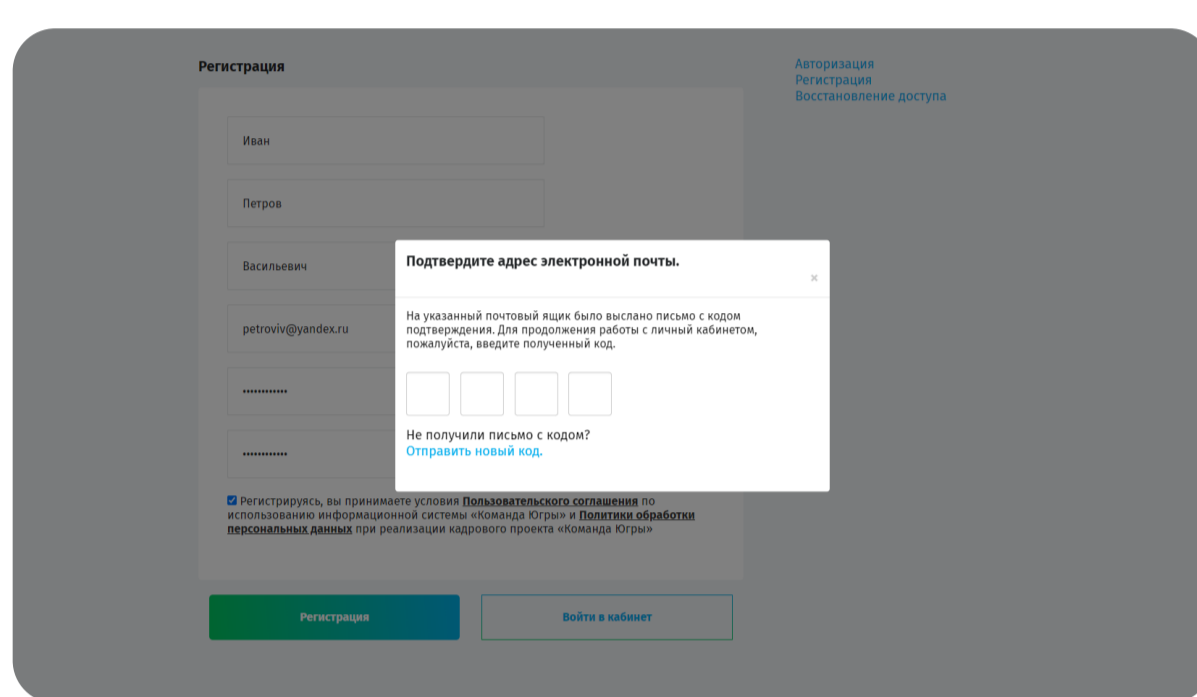 Регистрация
Авторизация
Регистрация
Восстановление доступа
Иван
Петров
Васильевич
petroviv@yandex.ru
Подтвердите адрес электронной почты.
×
На указанный почтовый ящик было выслано письмо с кодом
подтверждения. Для продолжения работы с личный кабинетом,
пожалуйста, введите полученный код.
Не получили письмо с кодом?
Отправить новый код.
••••••••••••
••••••••••••
Регистрируясь, вы принимаете условия Пользовательского соглашения по
использованию информационной системы «Команда Югры» и Политики обработки
персональных данных при реализации кадрового проекта «Команда Югры»
Регистрация
Войти в кабинет